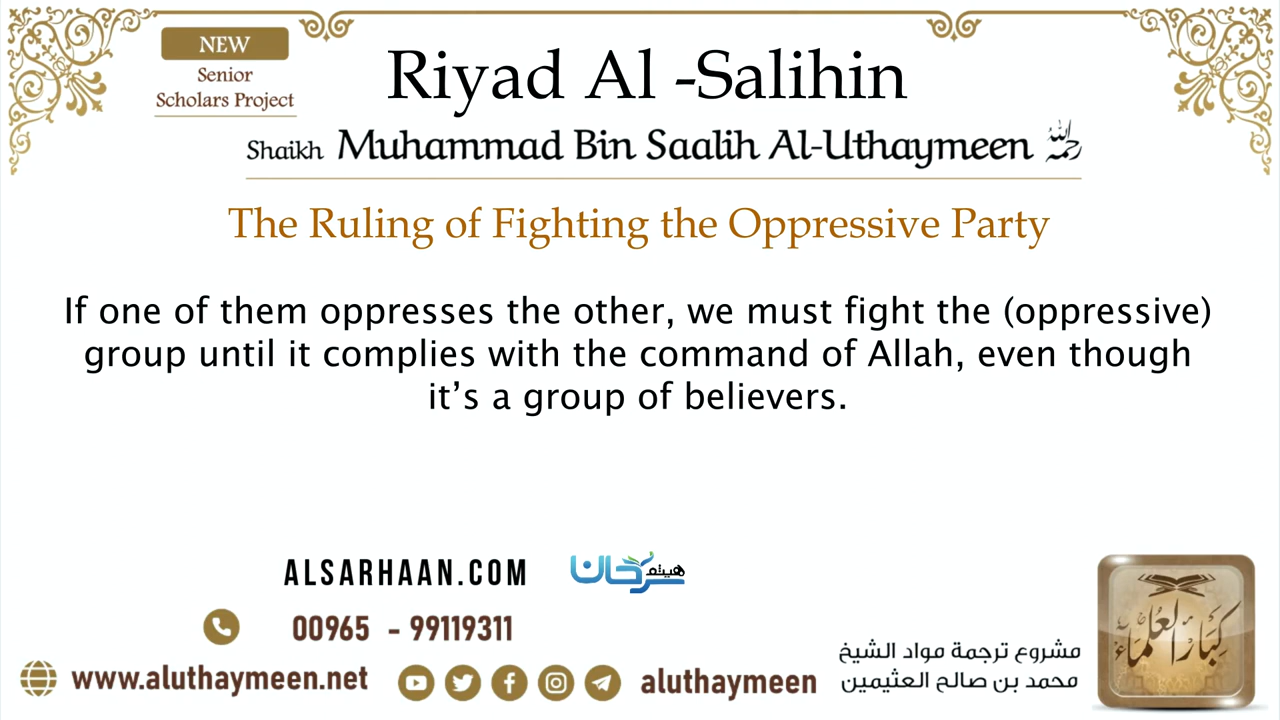 NEW
Senior
Scholars Project
Riyad Al -Salihin
Shaikh Muhammad Bin Saalih Al-Uthaymeen رحمه الله
The Ruling of Fighting the Oppressive Party
If one of them oppresses the other, we must fight the (oppressive)
group until it complies with the command of Allah, even though
it’s a group of believers.
ALSARHAAN.COM هيثم سرحان
00965 - 99119311
www.aluthaymeen.net aluthaymeen
مشروع ترجمة مواد الشيخ
محمد بن صالح العثيمين
كبار العلماء